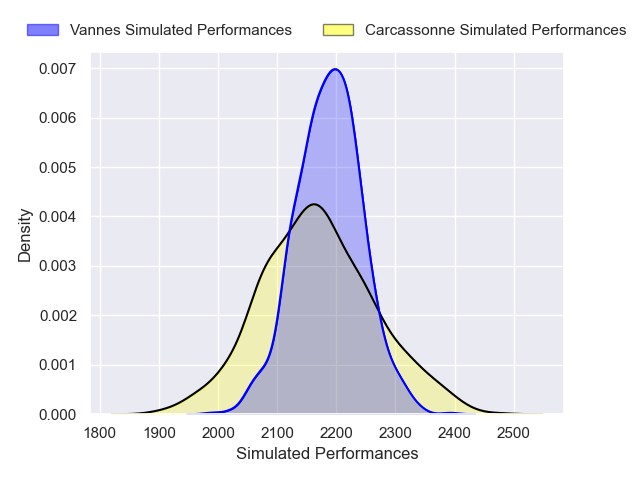 Vannes Simulated Performances Carcassonne Simulated Performances
0.007
0.006
0.005
0.004
0.003
0.002
0.001
0.000
Density
1800 1900 2000 2100 2200 2300 2400 2500
Simulated Performances